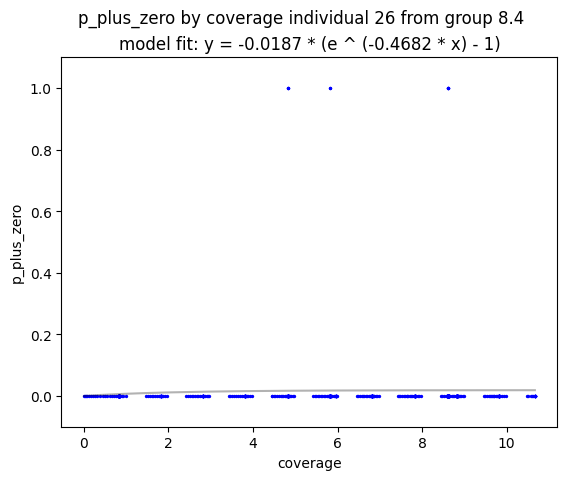 p_plus_zero by coverage individual 26 from group 8.4
model fit: y = -0.0187 * (e ^ (-0.4682 * x) - 1)
1.0
0.8
0.6
0.4
0.2
0.0
p_plus_zero
0 2 4 6 8 10
coverage